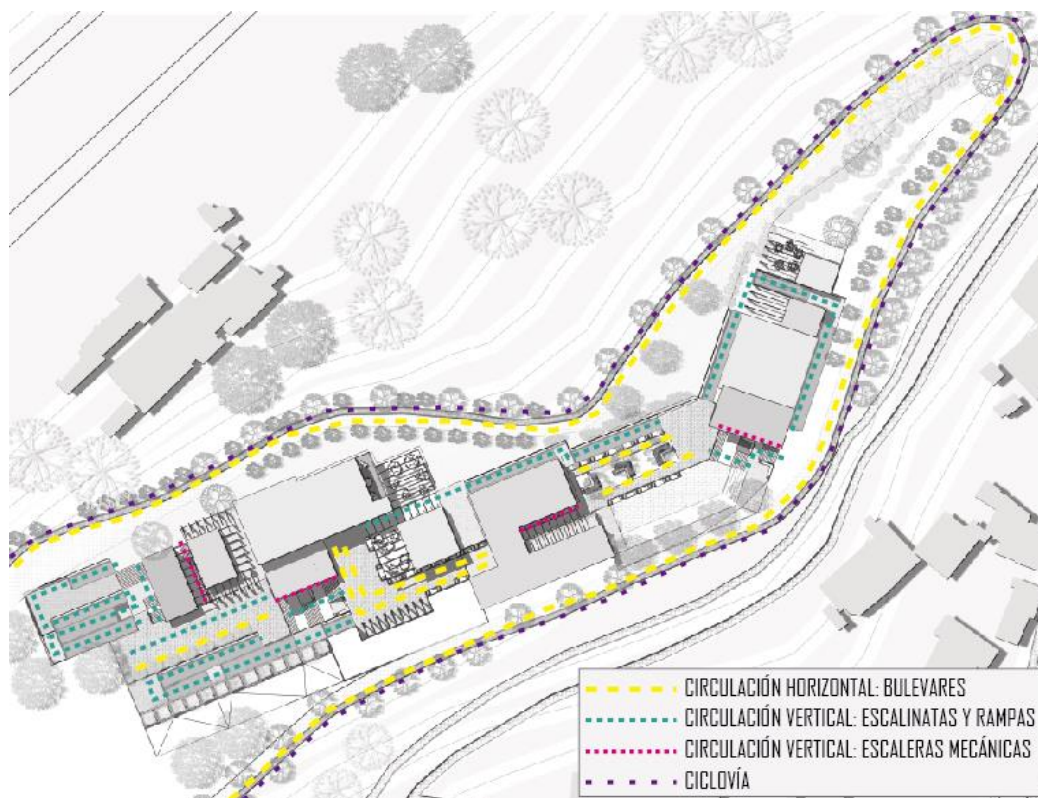 CIRCULACIÓN HORIZONTAL: BULEVARES
CIRCULACIÓN VERTICAL: ESCALINATAS Y RAMPAS
CIRCULACIÓN VERTICAL: ESCALERAS MECÁNICAS
CICLOVÍA